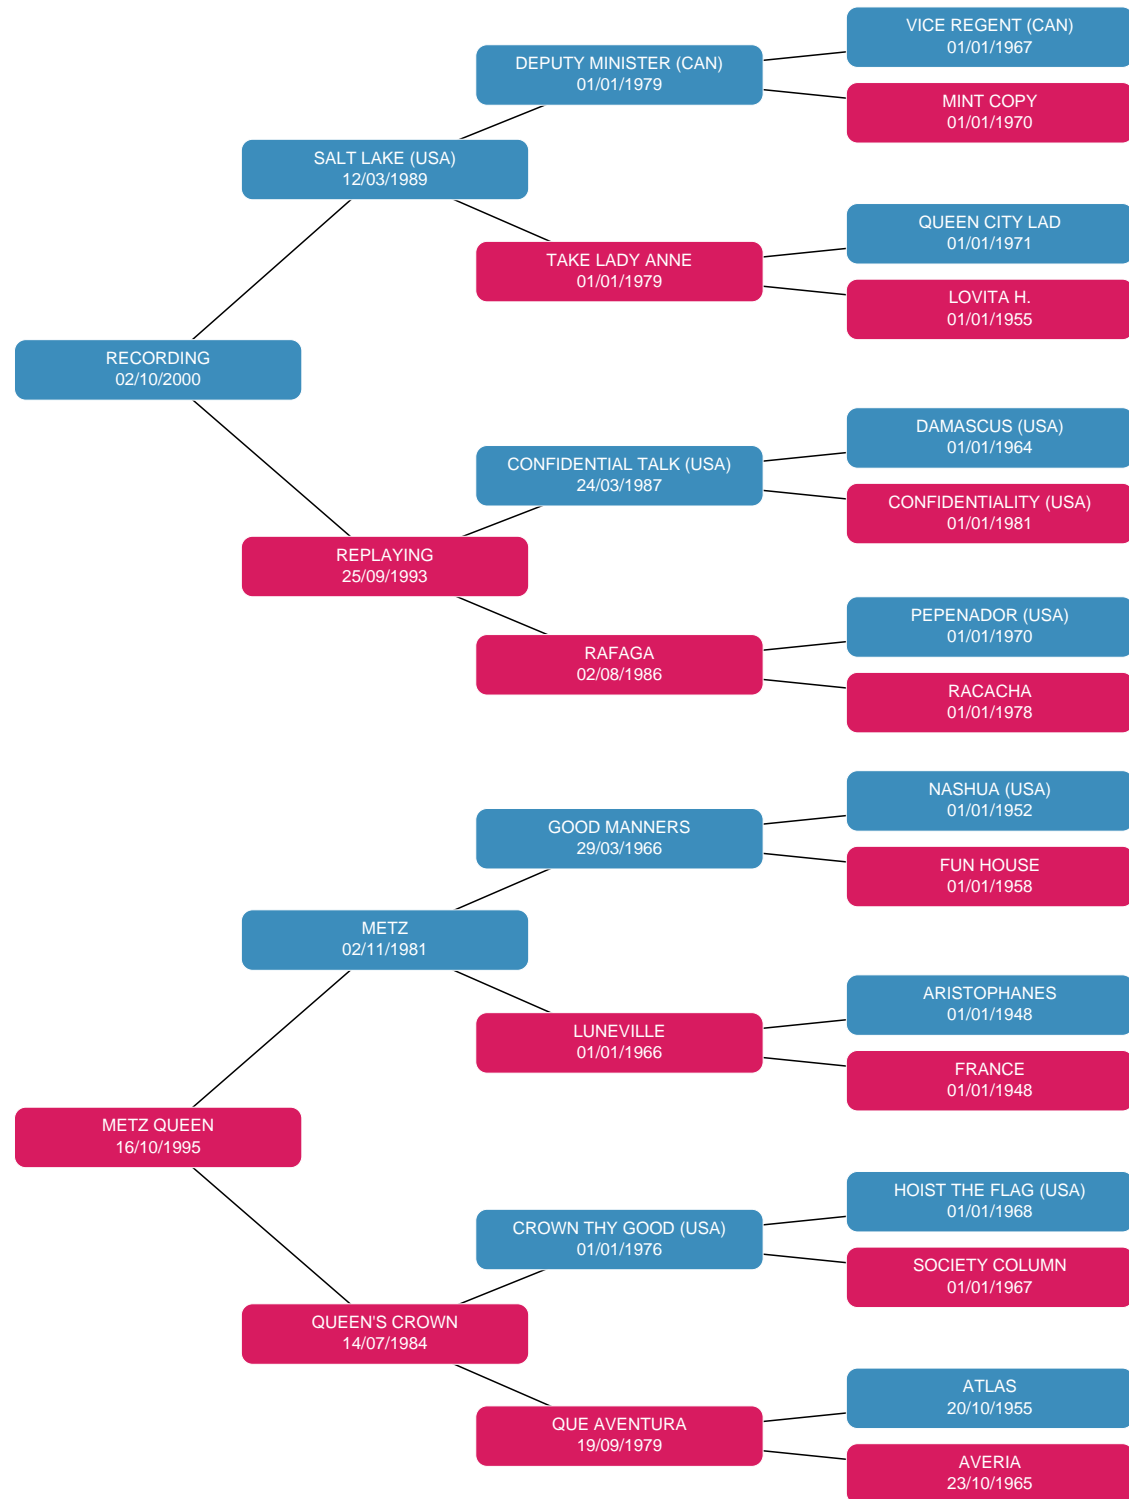 VICE REGENT (CAN)
01/01/1967
DEPUTY MINISTER (CAN)
01/01/1979
MINT COPY
01/01/1970
SALT LAKE (USA)
12/03/1989
QUEEN CITY LAD
01/01/1971
TAKE LADY ANNE
01/01/1979
LOVITA H.
01/01/1955
RECORDING
02/10/2000
DAMASCUS (USA)
01/01/1964
CONFIDENTIAL TALK (USA)
24/03/1987
CONFIDENTIALITY (USA)
01/01/1981
REPLAYING
25/09/1993
PEPENADOR (USA)
01/01/1970
RAFAGA
02/08/1986
RACACHA
01/01/1978
NASHUA (USA)
01/01/1952
GOOD MANNERS
29/03/1966
FUN HOUSE
01/01/1958
METZ
02/11/1981
ARISTOPHANES
01/01/1948
LUNEVILLE
01/01/1966
FRANCE
01/01/1948
METZ QUEEN
16/10/1995
HOIST THE FLAG (USA)
01/01/1968
CROWN THY GOOD (USA)
01/01/1976
SOCIETY COLUMN
01/01/1967
QUEEN'S CROWN
14/07/1984
ATLAS
20/10/1955
QUE AVENTURA
19/09/1979
AVERIA
23/10/1965